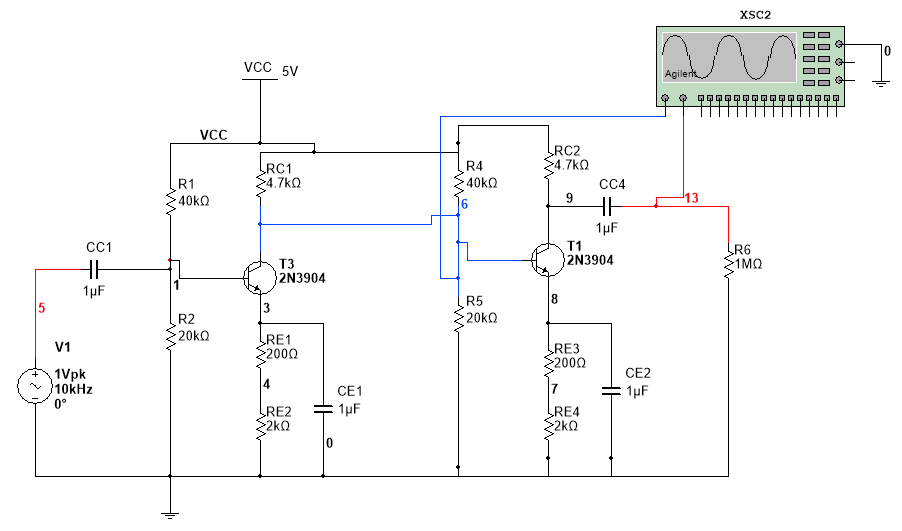 XSC2
Agilent
0
VCC 5V
VCC
R1
40kΩ
RC1
4.7kΩ
R4
40kΩ
6
RC2
4.7kΩ
9
CC4
1µF
13
CC1
1µF
1
T3
2N3904
T1
2N3904
R6
1MΩ
5
3
8
R2
20kΩ
R5
20kΩ
V1
1Vpk
10kHz
0°
RE1
200Ω
4
RE2
2kΩ
CE1
1µF
0
RE3
200Ω
7
RE4
2kΩ
CE2
1µF